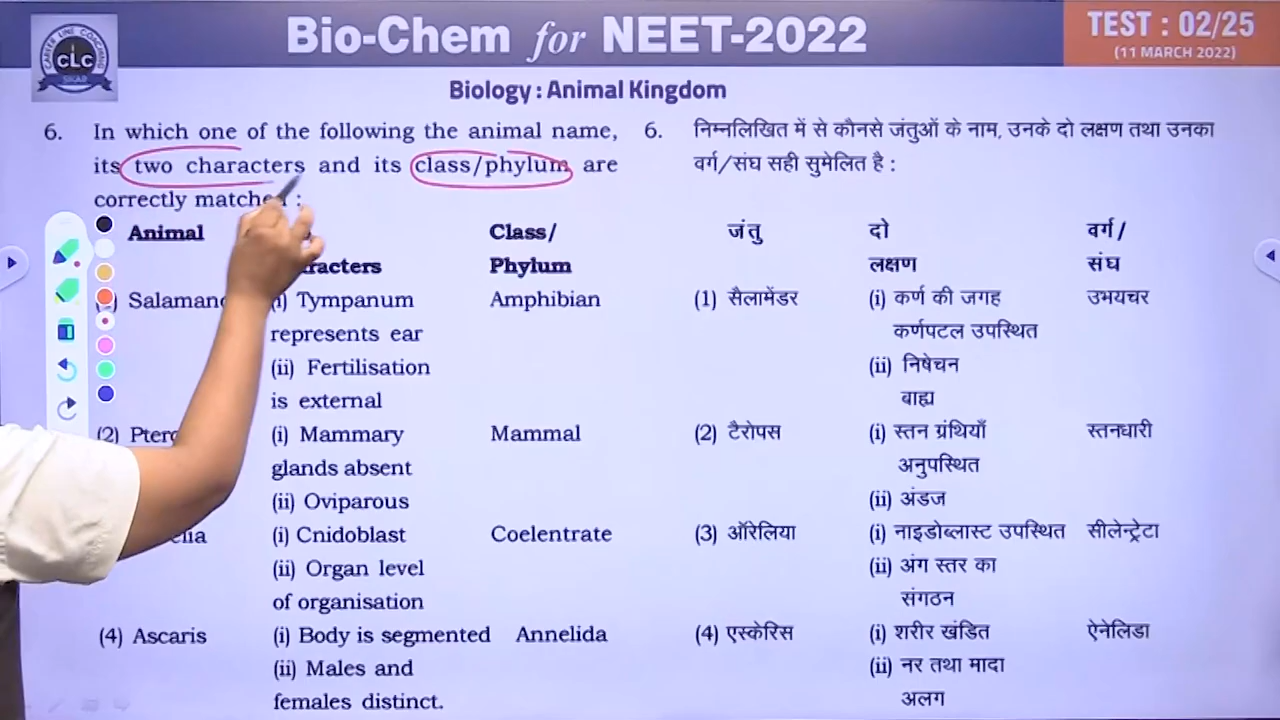 CAREER LINE COACHING
CLC
SIKAR
Bio-Chem for NEET-2022
TEST : 02/25
(11 MARCH 2022)
Biology : Animal Kingdom
6. In which one of the following the animal name,
its two characters and its class/phylum are
correctly matched :
Animal
Class/
Phylum
Amphibian
(i) Tympanum
represents ear
(ii) Fertilisation
is external
(2)
(i) Mammary
Mammal
glands absent
(ii) Oviparous
(i) Cnidoblast
Coelentrate
(ii) Organ level
of organisation
(4) Ascaris
(i) Body is segmented
Annelida
(ii) Males and
females distinct.
6. निम्नलिखित में से कौनसे जंतुओं के नाम, उनके दो लक्षण तथा उनका
वर्ग/संघ सही सुमेलित है :
जंतु
दो
वर्ग/
लक्षण
संघ
(1) सैलामेंडर
(i) कर्ण की जगह
उभयचर
कर्णपटल उपस्थित
(ii) निषेचन
बाह्य
(2) टैरोपस
(i) स्तन ग्रंथियाँ
स्तनधारी
अनुपस्थित
(ii) अंडज
(3) ऑरेलिया
(i) नाइडोब्लास्ट उपस्थित
सीलेन्ट्रेटा
(ii) अंग स्तर का
संगठन
(4) एस्केरिस
(i) शरीर खंडित
ऐनेलिडा
(ii) नर तथा मादा
अलग